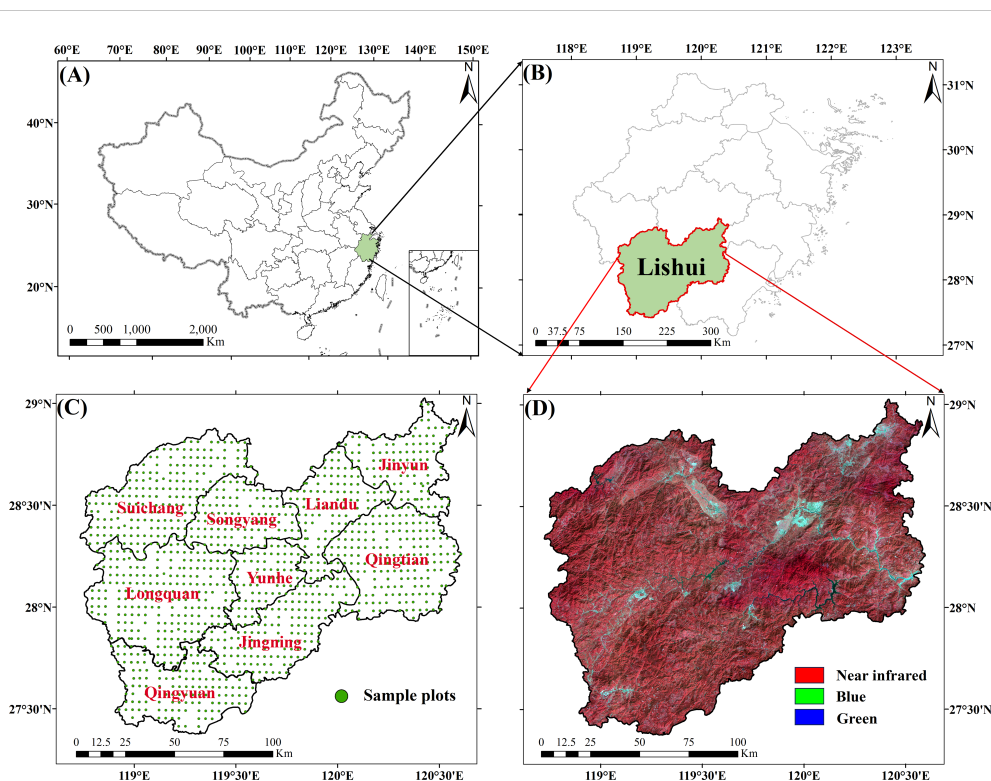 60°E 70°E 80°E 90°E 100°E 110°E 120°E 130°E 140°E 150°E
118°E 119°E 120°E 121°E 122°E 123°E
(A)
N
40°N
30°N
20°N
0 500 1,000 2,000
Km
(B)
N
31°N
30°N
29°N
28°N
27°N
Lishui
0 37.5 75 150 225 300
Km
(C)
N
29°N
28°30'N
28°N
27°30'N
Jinyun
Liandu
Suichang
Songyang
Qingtian
Yunhe
Longquan
Jingning
Qingyuan
Sample plots
0 12.5 25 50 75 100
Km
119°E 119°30'E 120°E 120°30'E
(D)
N
29°N
28°30'N
28°N
27°30'N
Near infrared
Blue
Green
0 12.5 25 50 75 100
Km
119°E 119°30'E 120°E 120°30'E